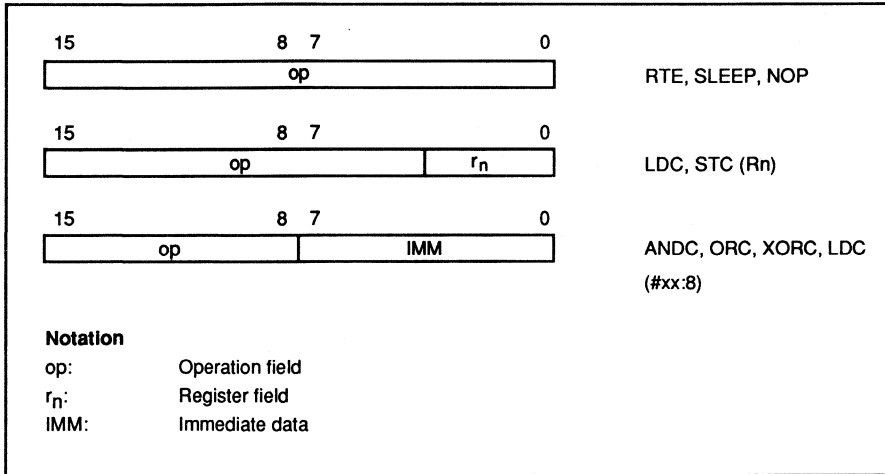 15 8 7 0
op RTE, SLEEP, NOP
15 8 7 0
op rn LDC, STC (Rn)
15 8 7 0
op IMM ANDC, ORC, XORC, LDC
(#xx:8)
Notation
op: Operation field
rn: Register field
IMM: Immediate data